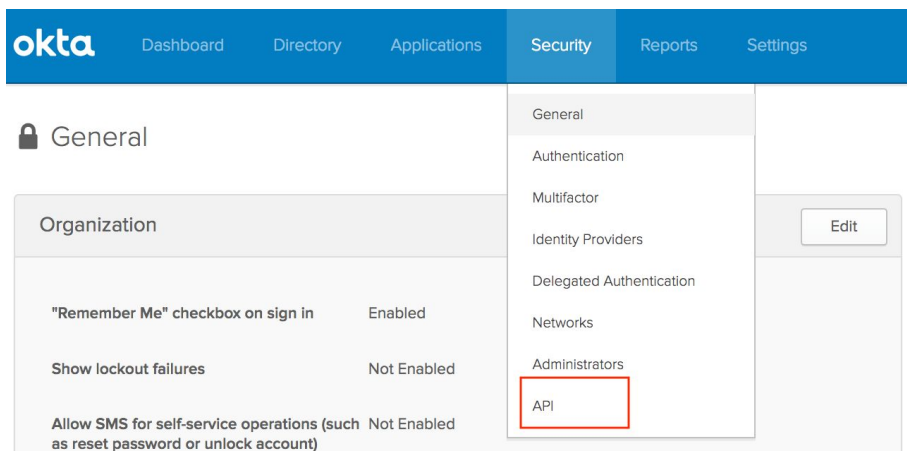 okta Dashboard Directory Applications Security Reports Settings
General
Organization
Edit
"Remember Me" checkbox on sign in Enabled
Show lockout failures Not Enabled
Allow SMS for self-service operations (such Not Enabled
as reset password or unlock account)
General
Authentication
Multifactor
Identity Providers
Delegated Authentication
Networks
Administrators
API